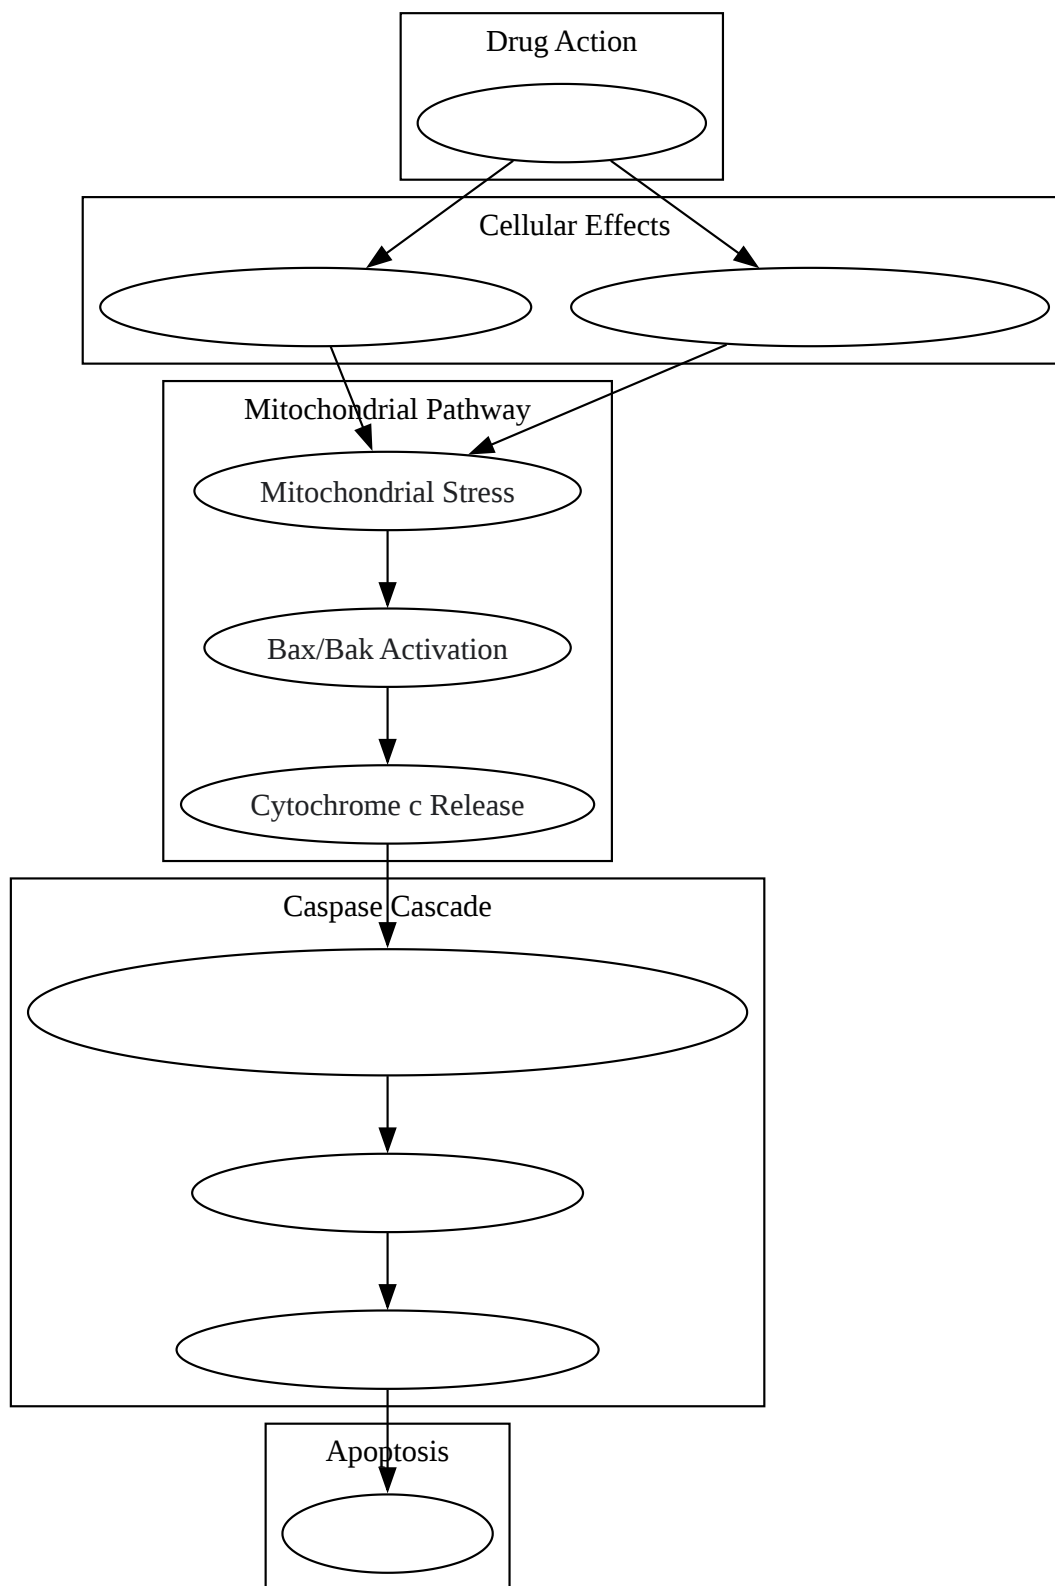 Drug Action
Cellular Effects
Mitochondrial Pathway
Mitochondrial Stress
Bax/Bak Activation
Cytochrome c Release
Caspase Cascade
Apoptosis